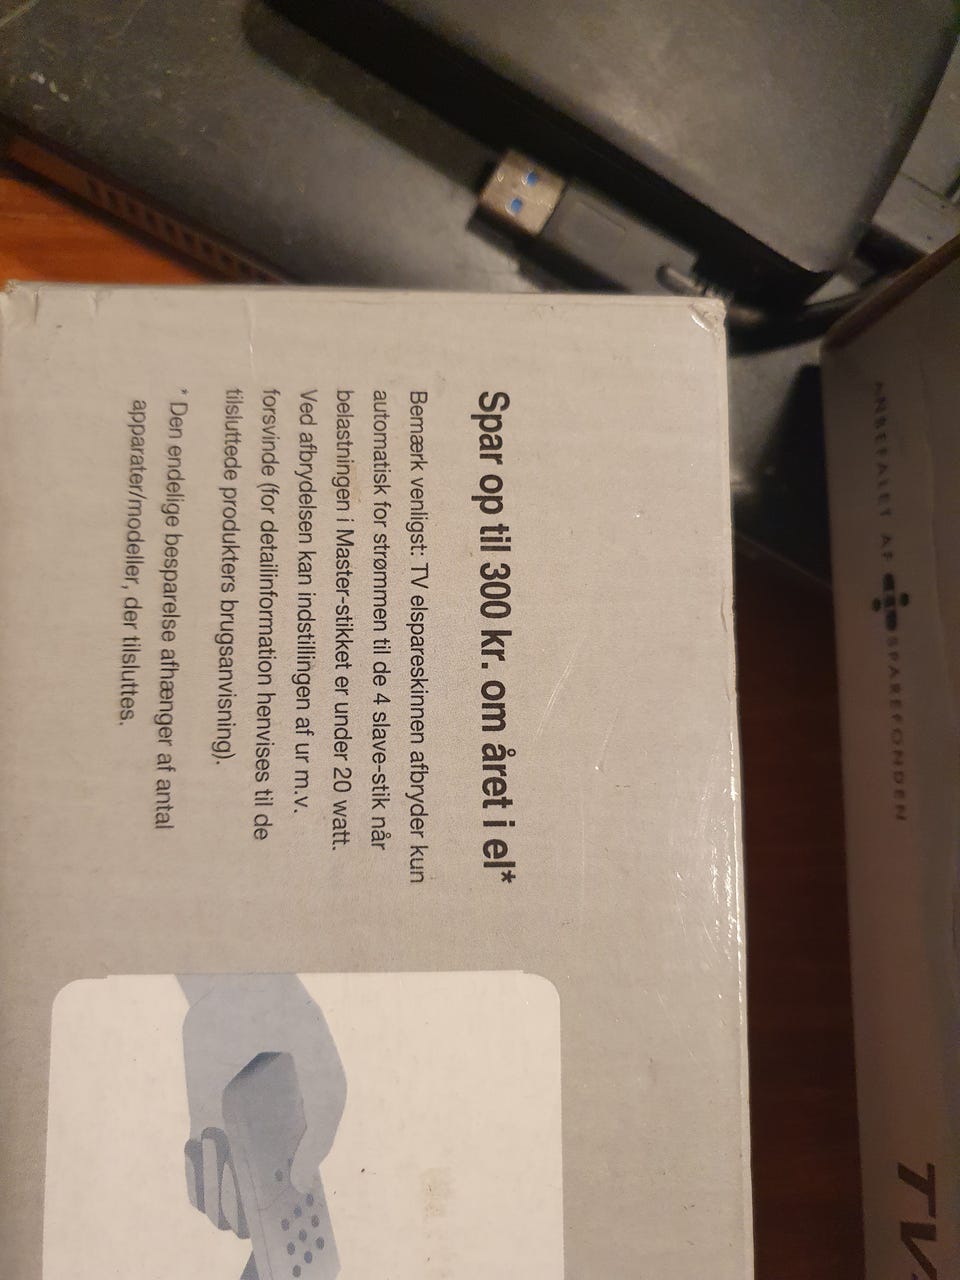 Spar op til 300 kr. om året i el*
Bemærk venligst: TV elspareskinnen afbryder kun
automatisk for strømmen til de 4 slave-stik når
belastningen i Master-stikket er under 20 watt.
Ved afbrydelsen kan indstillingen af ur m.v.
forsvinde (for detailinformation henvises til de
tilsluttede produkters brugsanvisning).
* Den endelige besparelse afhænger af antal
apparater/modeller, der tilsluttes.
ANBEFALET AF SPAREFONDEN
TV